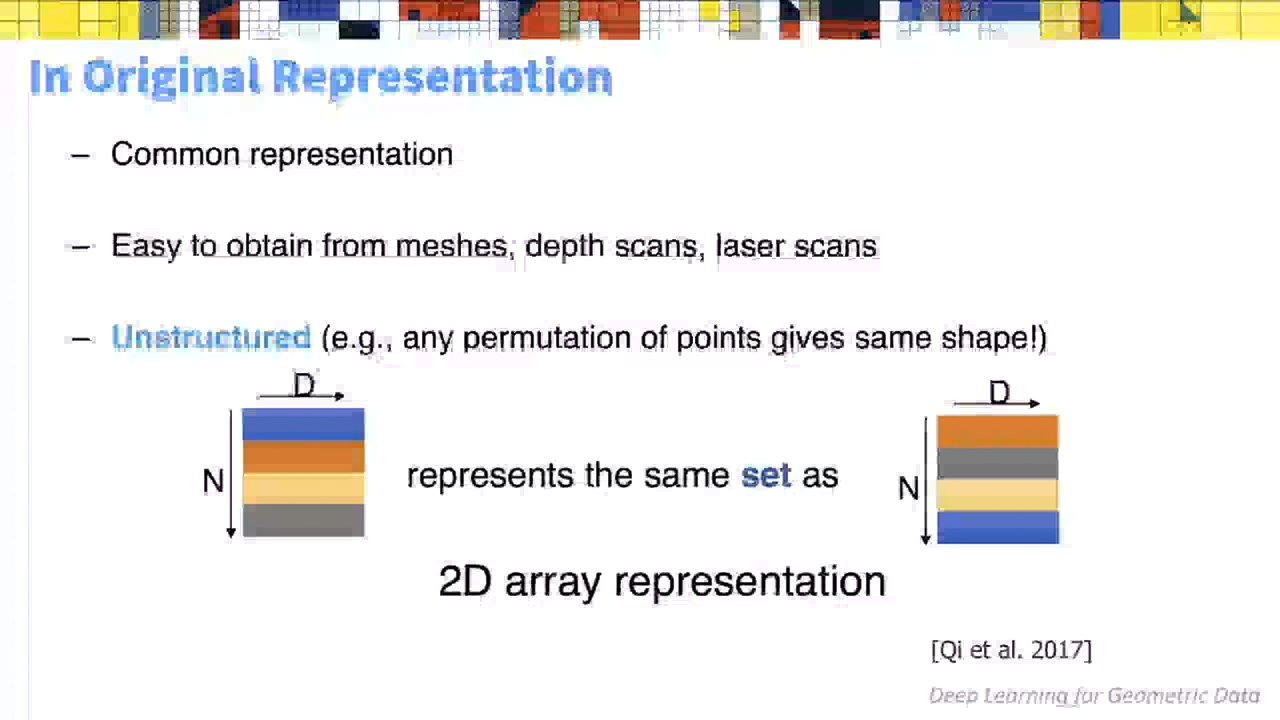 In Original Representation
– Common representation
– Easy to obtain from meshes, depth scans, laser scans
– Unstructured (e.g., any permutation of points gives same shape!)
D
D
N
represents the same set as
N
2D array representation
[Qi et al. 2017]
Deep Learning for Geometric Data